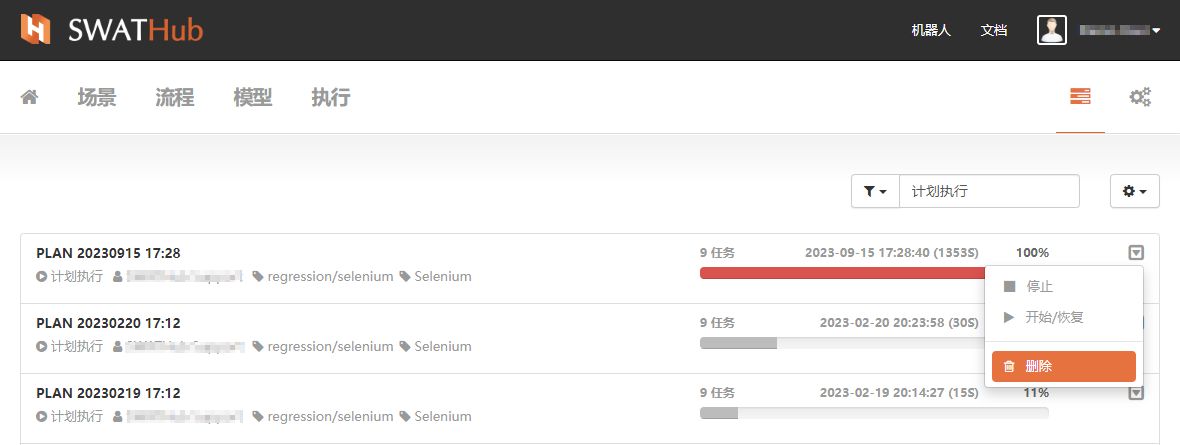 SWATHub
机器人 文档
场景 流程 模型 执行
计划执行
PLAN 20230915 17:28 9 任务 2023-09-15 17:28:40 (1353S) 100%
计划执行 regression/selenium Selenium
停止
开始/恢复
PLAN 20230220 17:12 9 任务 2023-02-20 20:23:58 (30S)
计划执行 regression/selenium Selenium
删除
PLAN 20230219 17:12 9 任务 2023-02-19 20:14:27 (15S) 11%
计划执行 regression/selenium Selenium